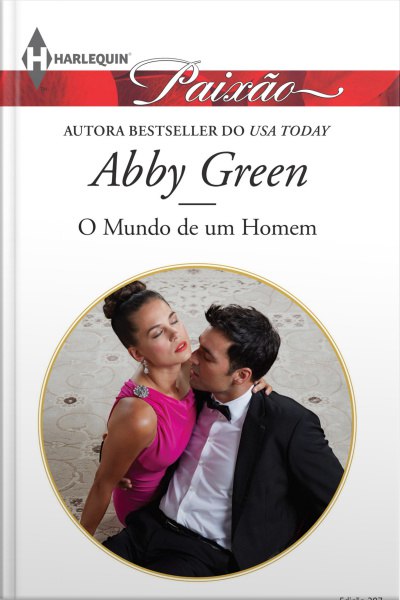 HARLEQUIN®
Paixão
AUTORA BESTSELLER DO USA TODAY
Abby Green
O Mundo de um Homem